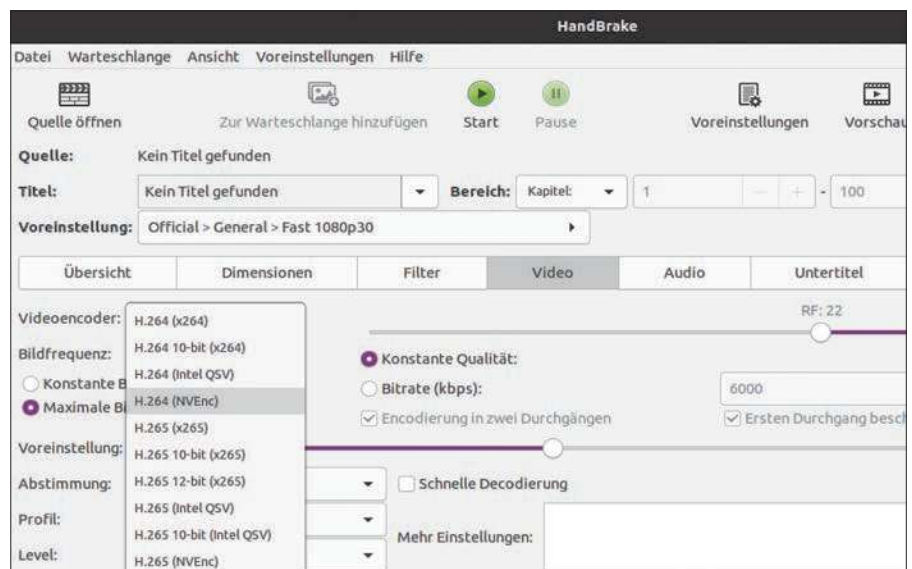 HandBrake
Datei Warteschlange Ansicht Voreinstellungen Hilfe
Quelle öffnen Zur Warteschlange hinzufügen Start Pause Voreinstellungen Vorschau
Quelle: Kein Titel gefunden
Titel: Kein Titel gefunden Bereich: Kapitel: 1 - + - 100
Voreinstellung: Official > General > Fast 1080p30
Übersicht Dimensionen Filter Video Audio Untertitel
RF: 22
Videoencoder: H.264 (x264)
Bildfrequenz: H.264 10-bit (x264) Konstante Qualität:
Konstante B H.264 (Intel QSV) Bitrate (kbps): 6000
Maximale Bi H.264 (NVEnc) Encodierung in zwei Durchgängen Ersten Durchgang besch
H.265 (x265)
Voreinstellung: H.265 10-bit (x265)
Abstimmung: H.265 12-bit (x265) Schnelle Decodierung
Profil: H.265 (Intel QSV)
H.265 10-bit (Intel QSV) Mehr Einstellungen:
Level: H.265 (NVEnc)